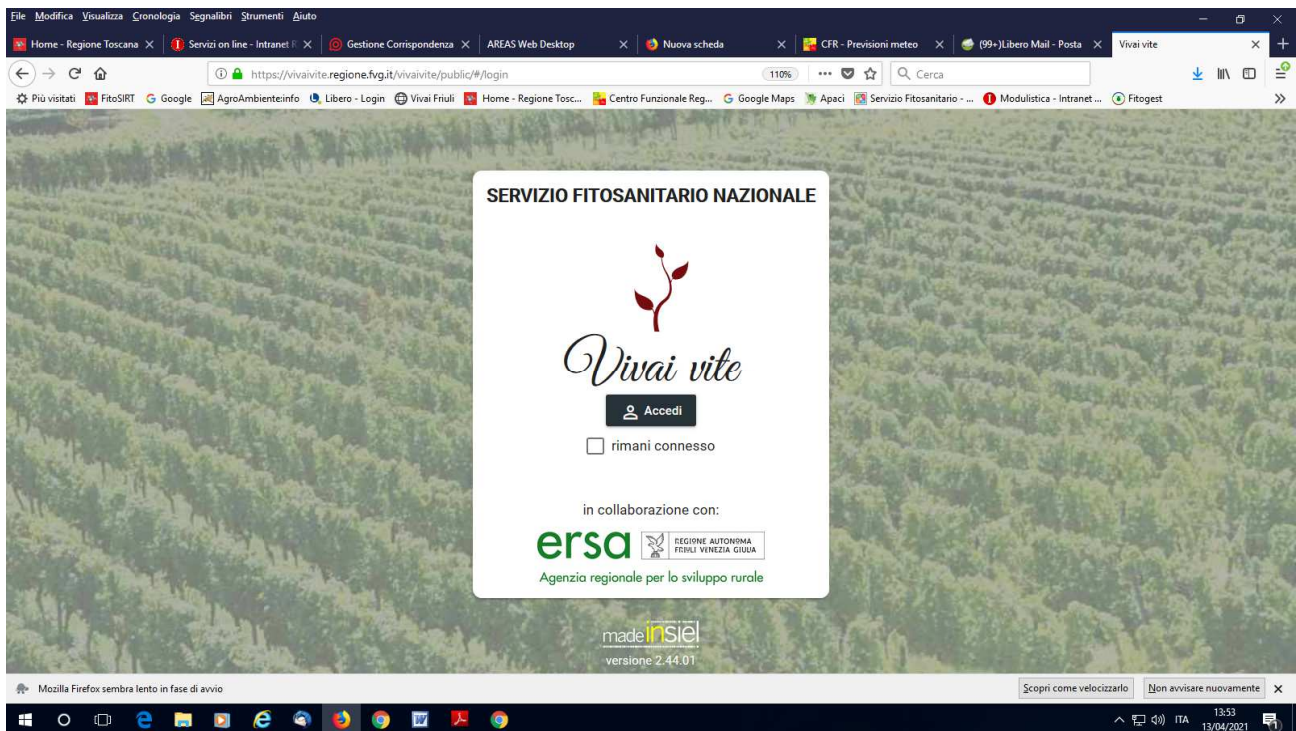 File Modifica Visualizza Cronologia Segnalibri Strumenti Aiuto
Home - Regione Toscana
Servizi on line - Intranet R
Gestione Corrispondenza
AREAS Web Desktop
Nuova scheda
CFR - Previsioni meteo
(99+)Libero Mail - Posta
Vivai vite
https://vivaivite.regione.fvg.it/vivaivite/public/#/login
110%
Cerca
Più visitati FitoSIRT Google AgroAmbiente:info Libero - Login Vivai Friuli Home - Regione Tosc... Centro Funzionale Reg... Google Maps Apaci Servizio Fitosanitario - ... Modulistica - Intranet ... Fitogest
SERVIZIO FITOSANITARIO NAZIONALE
Vivai vite
Accedi
rimani connesso
in collaborazione con:
ersa
REGIONE AUTONOMA
FRIULI VENEZIA GIULIA
Agenzia regionale per lo sviluppo rurale
made in siel
versione 2.44.01
Mozilla Firefox sembra lento in fase di avvio
Scopri come velocizzarlo
Non avvisare nuovamente
ITA
13:53
13/04/2021